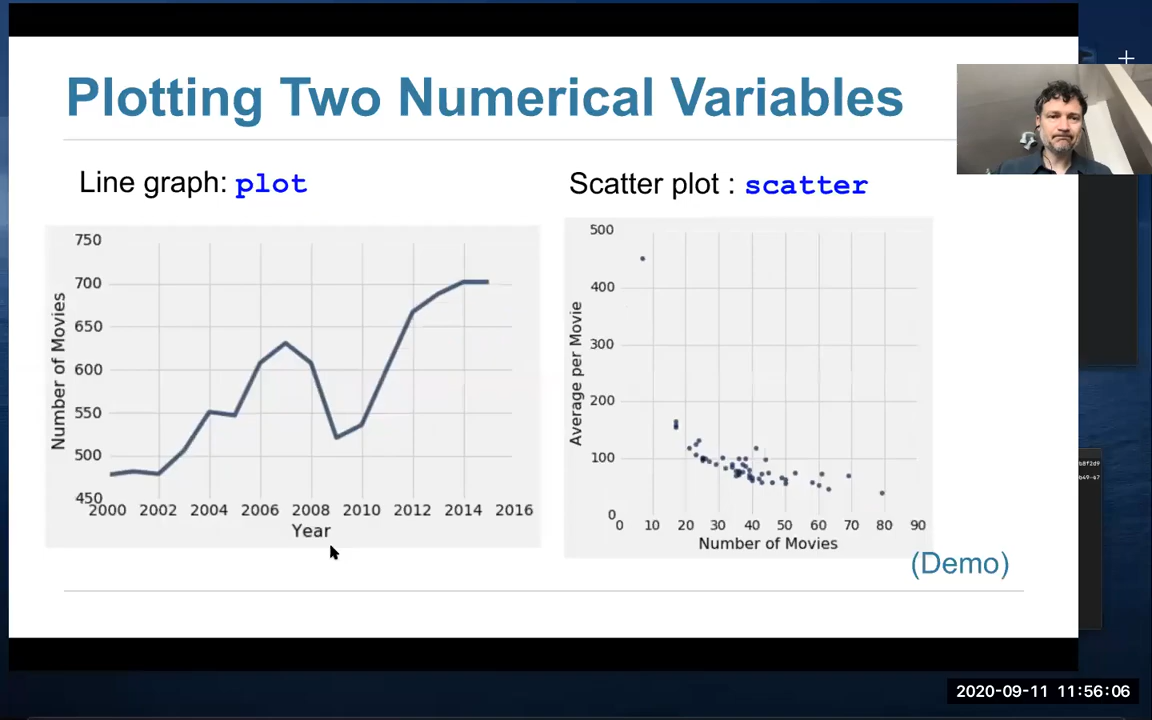 Plotting Two Numerical Variables
Line graph: plot
Scatter plot : scatter
750
700
650
600
550
500
450
Number of Movies
2000 2002 2004 2006 2008 2010 2012 2014 2016
Year
500
400
300
200
100
0
Average per Movie
0 10 20 30 40 50 60 70 80 90
Number of Movies
(Demo)
2020-09-11 11:56:06